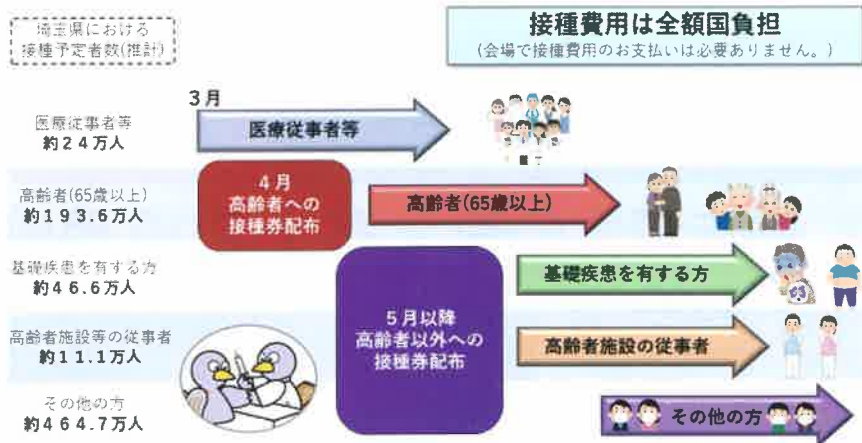 埼玉県における
接種予定者数(推計)
接種費用は全額国負担
(会場で接種費用のお支払いは必要ありません。)
3月
医療従事者等
約24万人
医療従事者等
高齢者(65歳以上)
約193.6万人
4月
高齢者への
接種券配布
高齢者(65歳以上)
基礎疾患を有する方
約46.6万人
5月以降
高齢者以外への
接種券配布
基礎疾患を有する方
高齢者施設等の従事者
約11.1万人
高齢者施設の従事者
その他の方
約464.7万人
その他の方